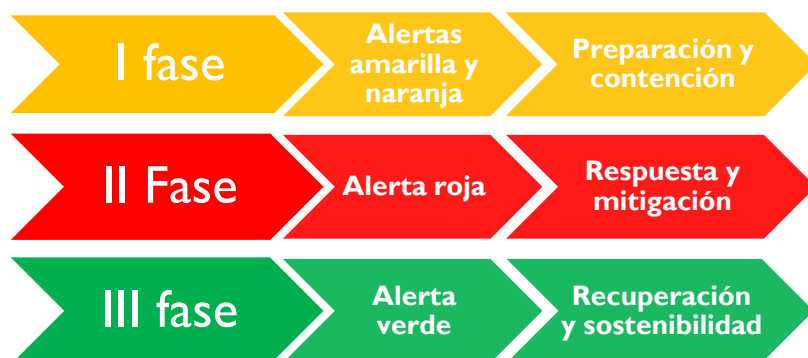 I fase
Alertas
amarilla y
naranja
Preparación y
contención
II Fase
Alerta roja
Respuesta y
mitigación
III fase
Alerta
verde
Recuperación
y sostenibilidad